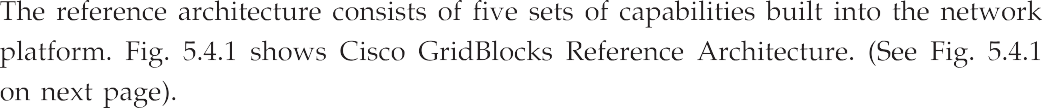 The reference architecture consists of five sets of capabilities built into the network
platform. Fig. 5.4.1 shows Cisco GridBlocks Reference Architecture. (See Fig. 5.4.1
on next page).